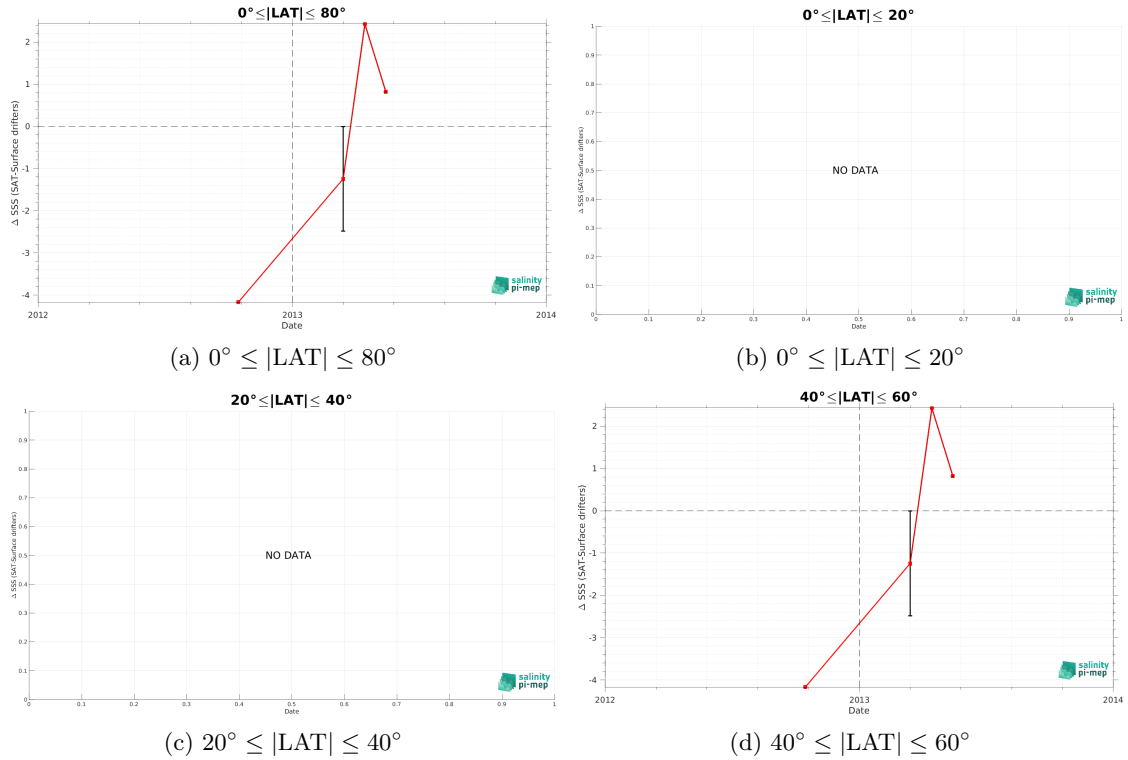 0°≤|LAT|≤ 80°
Δ SSS (SAT-Surface drifters)
2
1
0
-1
-2
-3
-4
2012
2013
2014
Date
salinity
pi-mep
(a) 0° ≤ |LAT| ≤ 80°
0°≤|LAT|≤ 20°
Δ SSS (SAT-Surface drifters)
1
0.9
0.8
0.7
0.6
0.5
0.4
0.3
0.2
0.1
0
NO DATA
0
0.1
0.2
0.3
0.4
0.5
0.6
0.7
0.8
0.9
1
Date
salinity
pi-mep
(b) 0° ≤ |LAT| ≤ 20°
20°≤|LAT|≤ 40°
Δ SSS (SAT-Surface drifters)
1
0.9
0.8
0.7
0.6
0.5
0.4
0.3
0.2
0.1
0
NO DATA
0
0.1
0.2
0.3
0.4
0.5
0.6
0.7
0.8
0.9
1
Date
salinity
pi-mep
(c) 20° ≤ |LAT| ≤ 40°
40°≤|LAT|≤ 60°
Δ SSS (SAT-Surface drifters)
2
1
0
-1
-2
-3
-4
2012
2013
2014
Date
salinity
pi-mep
(d) 40° ≤ |LAT| ≤ 60°